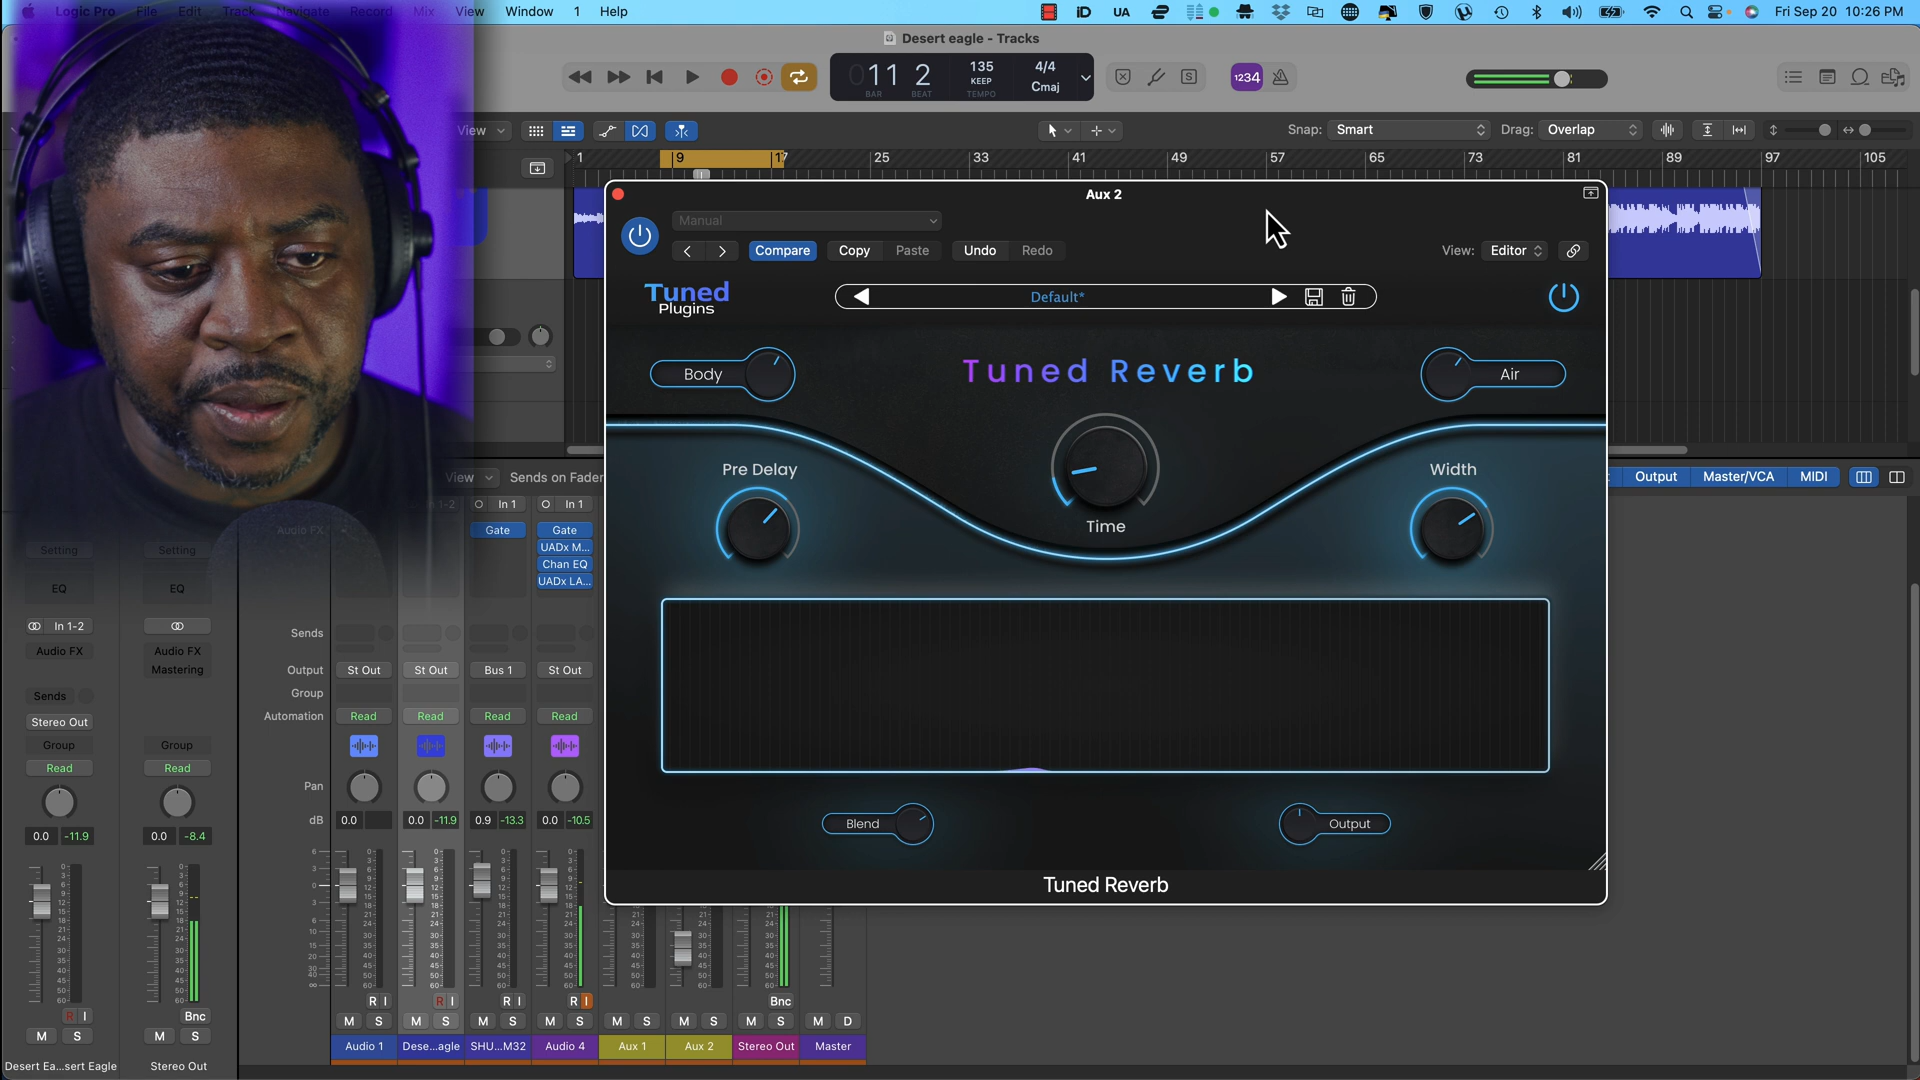 Logic Pro File Edit Track Navigate Record Mix View Window 1 Help
iD UA Fri Sep 20 10:26 PM
Desert eagle - Tracks
11 2 135 4/4
KEEP Cmaj
BAR BEAT TEMPO
S 1234
View Snap: Smart Drag: Overlap
1 9 17 25 33 41 49 57 65 73 81 89 97 105
Aux 2
Manual
Compare Copy Paste Undo Redo View: Editor
Tuned
Plugins
Default*
Body Tuned Reverb Air
Pre Delay Width
Time
Blend Output
Tuned Reverb
View Sends on Fader Output Master/VCA MIDI
Audio FX In 1 In 1
Gate Gate
UADx M...
Chan EQ
UADx LA...
Setting Setting
EQ EQ
In 1-2
Audio FX Audio FX
Mastering
Sends
Stereo Out
Group Group
Read Read
0.0 -11.9 0.0 -8.4
R I Bnc
M S M S
Desert Ea...sert Eagle Stereo Out
Sends
Output St Out St Out Bus 1 St Out
Group
Automation Read Read Read Read
Pan
dB 0.0 0.0 -11.9 0.9 -13.3 0.0 -10.5
R I R I R I R I Bnc
M S M S M S M S M S M S M S M D
Audio 1 Dese...agle SHU...M32 Audio 4 Aux 1 Aux 2 Stereo Out Master